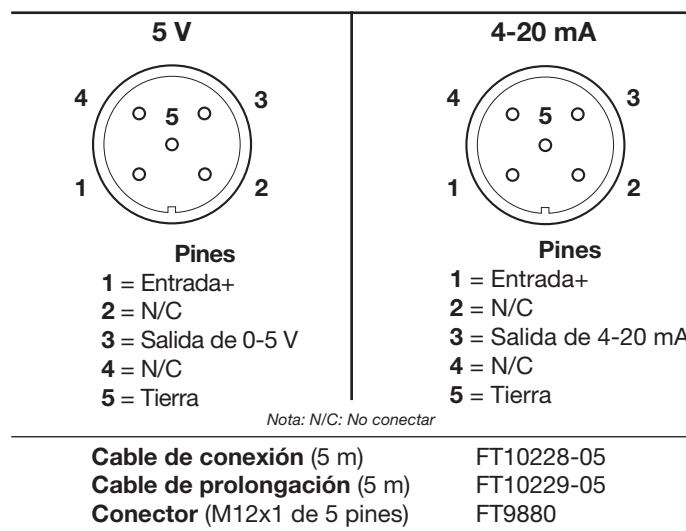 5 V
4 5 3
1 2
Pines
1 = Entrada+
2 = N/C
3 = Salida de 0-5 V
4 = N/C
5 = Tierra
4-20 mA
4 5 3
1 2
Pines
1 = Entrada+
2 = N/C
3 = Salida de 4-20 mA
4 = N/C
5 = Tierra
Nota: N/C: No conectar
Cable de conexión (5 m) FT10228-05
Cable de prolongación (5 m) FT10229-05
Conector (M12x1 de 5 pines) FT9880